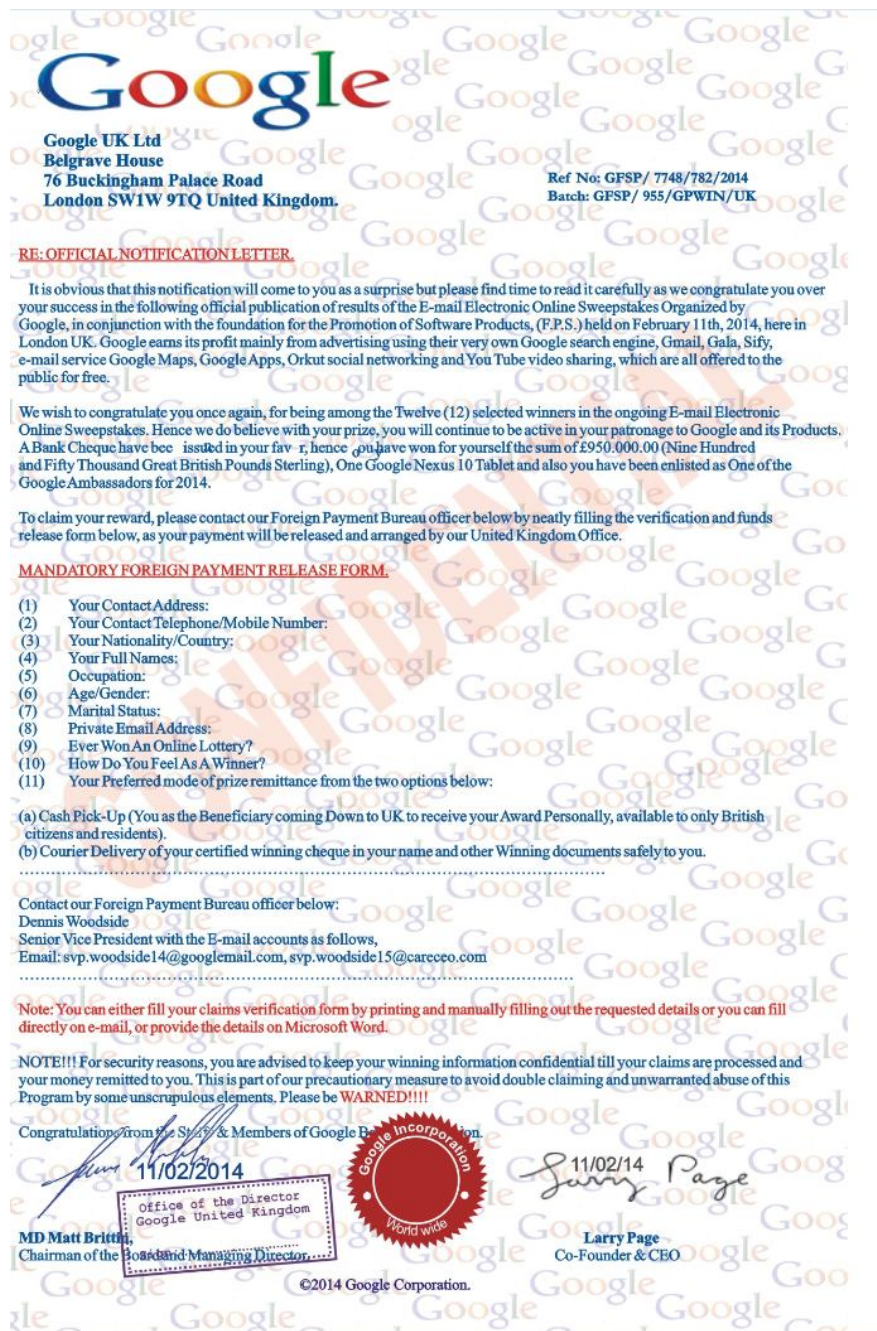 Google
Google UK Ltd
Belgrave House
76 Buckingham Palace Road
London SW1W 9TQ United Kingdom.
Ref No: GFSP/ 7748/782/2014
Batch: GFSP/ 955/GPWIN/UK
RE: OFFICIAL NOTIFICATION LETTER.
It is obvious that this notification will come to you as a surprise but please find time to read it carefully as we congratulate you over
your success in the following official publication of results of the E-mail Electronic Online Sweepstakes Organized by
Google, in conjunction with the foundation for the Promotion of Software Products, (F.P.S.) held on February 11th, 2014, here in
London UK. Google earns its profit mainly from advertising using their very own Google search engine, Gmail, Gala, Sify,
e-mail service Google Maps, Google Apps, Orkut social networking and You Tube video sharing, which are all offered to the
public for free.
We wish to congratulate you once again, for being among the Twelve (12) selected winners in the ongoing E-mail Electronic
Online Sweepstakes. Hence we do believe with your prize, you will continue to be active in your patronage to Google and its Products.
A Bank Cheque have bee issued in your fav r, hence you have won for yourself the sum of £950.000.00 (Nine Hundred
and Fifty Thousand Great British Pounds Sterling), One Google Nexus 10 Tablet and also you have been enlisted as One of the
Google Ambassadors for 2014.
To claim your reward, please contact our Foreign Payment Bureau officer below by neatly filling the verification and funds
release form below, as your payment will be released and arranged by our United Kingdom Office.
MANDATORY FOREIGN PAYMENT RELEASE FORM.
(1) Your Contact Address:
(2) Your Contact Telephone/Mobile Number:
(3) Your Nationality/Country:
(4) Your Full Names:
(5) Occupation:
(6) Age/Gender:
(7) Marital Status:
(8) Private Email Address:
(9) Ever Won An Online Lottery?
(10) How Do You Feel As A Winner?
(11) Your Preferred mode of prize remittance from the two options below:
(a) Cash Pick-Up (You as the Beneficiary coming Down to UK to receive your Award Personally, available to only British
citizens and residents).
(b) Courier Delivery of your certified winning cheque in your name and other Winning documents safely to you.
Contact our Foreign Payment Bureau officer below:
Dennis Woodside
Senior Vice President with the E-mail accounts as follows,
Email: svp.woodside14@googlemail.com, svp.woodside15@careceo.com
Note: You can either fill your claims verification form by printing and manually filling out the requested details or you can fill
directly on e-mail, or provide the details on Microsoft Word.
NOTE!!! For security reasons, you are advised to keep your winning information confidential till your claims are processed and
your money remitted to you. This is part of our precautionary measure to avoid double claiming and unwarranted abuse of this
Program by some unscrupulous elements. Please be WARNED!!!!
Congratulations from the Staff & Members of Google
CONFIDENTIAL
11/02/2014
Office of the Director
Google United Kingdom
Google Incorporation
World wide
11/02/14
Larry Page
MD Matt Brittin,
Chairman of the Board and Managing Director.
Larry Page
Co-Founder & CEO
©2014 Google Corporation.